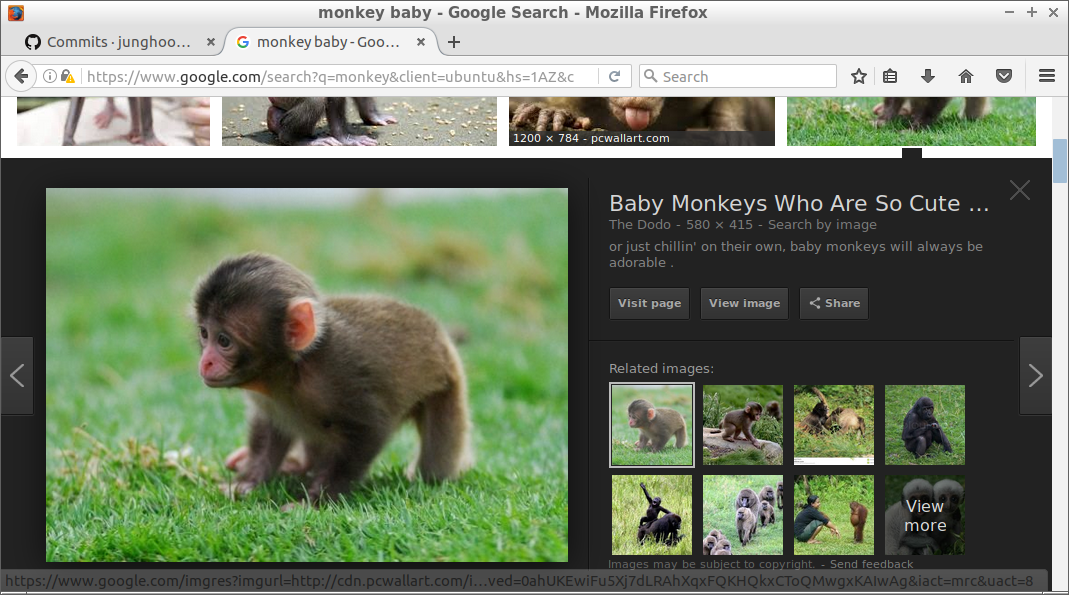 monkey baby - Google Search - Mozilla Firefox
Commits · junghoo...
monkey baby - Goo...
https://www.google.com/search?q=monkey&client=ubuntu&hs=1AZ&c
Search
1200 × 784 - pcwallart.com
Baby Monkeys Who Are So Cute ...
The Dodo - 580 × 415 - Search by image
or just chillin' on their own, baby monkeys will always be
adorable .
Visit page
View image
Share
Related images:
View
more
Images may be subject to copyright. - Send feedback
https://www.google.com/imgres?imgurl=http://cdn.pcwallart.com/i...ved=0ahUKEwiFu5Xj7dLRAhXqxFQKHQkxCToQMwgxKAIwAg&iact=mrc&uact=8